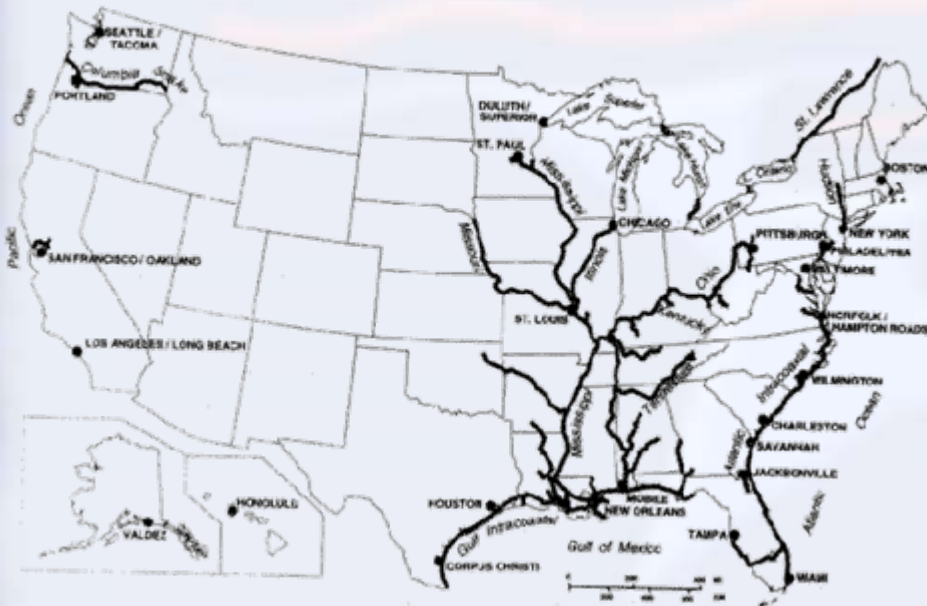 SEATTLE /
TACOMA
Columbia
Snake
PORTLAND
Ocean
Pacific
SAN FRANCISCO / OAKLAND
LOS ANGELES / LONG BEACH
DULUTH/
SUPERIOR
Lake Superior
ST. PAUL
Mississippi
Lake Michigan
Lake Huron
St. Lawrence
L. Ontario
Lake Erie
Hudson
BOSTON
CHICAGO
NEW YORK
PITTSBURGH
PHILADELPHIA
BALTIMORE
Missouri
Illinois
Ohio
ST. LOUIS
Kentucky
NORFOLK /
HAMPTON ROADS
Tennessee
Mississippi
Intracoastal
WILMINGTON
Ocean
CHARLESTON
SAVANNAH
Atlantic
JACKSONVILLE
HOUSTON
MOBILE
NEW ORLEANS
Gulf Intracoastal
Gulf of Mexico
TAMPA
Atlantic
CORPUS CHRISTI
MIAMI
HONOLULU
VALDEZ